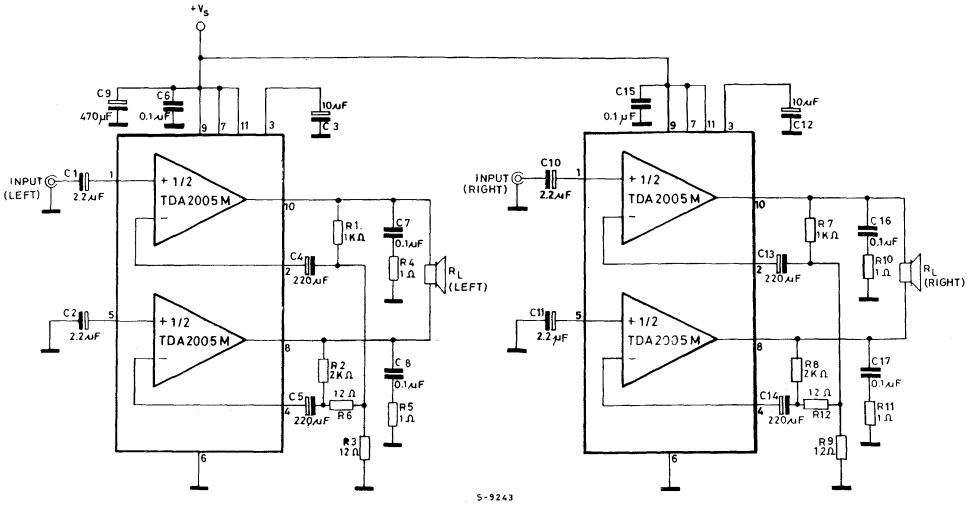 +Vs
C9
470µF
C6
0.1µF
9
7
11
3
10µF
C3
C15
0.1µF
9
7
11
3
10µF
C12
INPUT
(LEFT)
C1
2.2µF
1
+ 1/2
TDA2005M
−
10
R1
1KΩ
C7
0.1µF
R4
1Ω
C4
220µF
2
RL
(LEFT)
C2
2.2µF
5
+ 1/2
TDA2005M
−
8
R2
2KΩ
C8
0.1µF
C5
220µF
4
12Ω
R6
R5
1Ω
R3
12Ω
6
INPUT
(RIGHT)
C10
2.2µF
1
+ 1/2
TDA2005M
−
10
R7
1KΩ
C16
0.1µF
R10
1Ω
C13
220µF
2
RL
(RIGHT)
C11
2.2µF
5
+ 1/2
TDA2005M
−
8
R8
2KΩ
C17
0.1µF
C14
220µF
4
12Ω
R12
R11
1Ω
R9
12Ω
6
S-9243